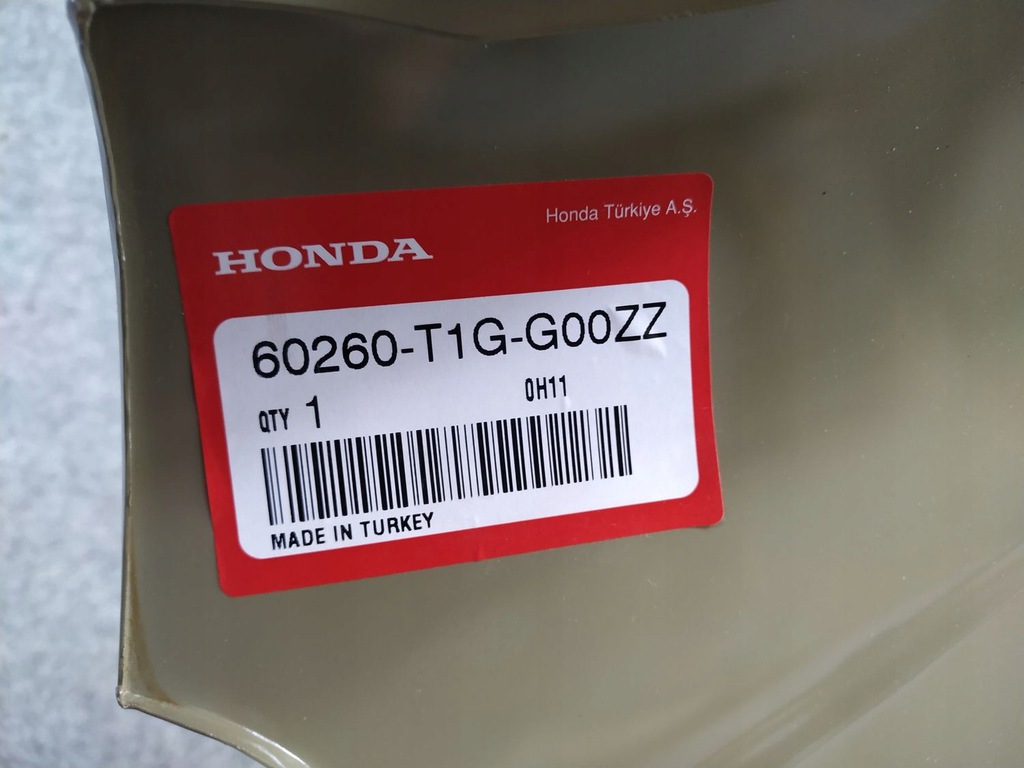 Honda Türkiye A.Ş.
HONDA
60260-T1G-G00ZZ
QTY 1 0H11
MADE IN TURKEY